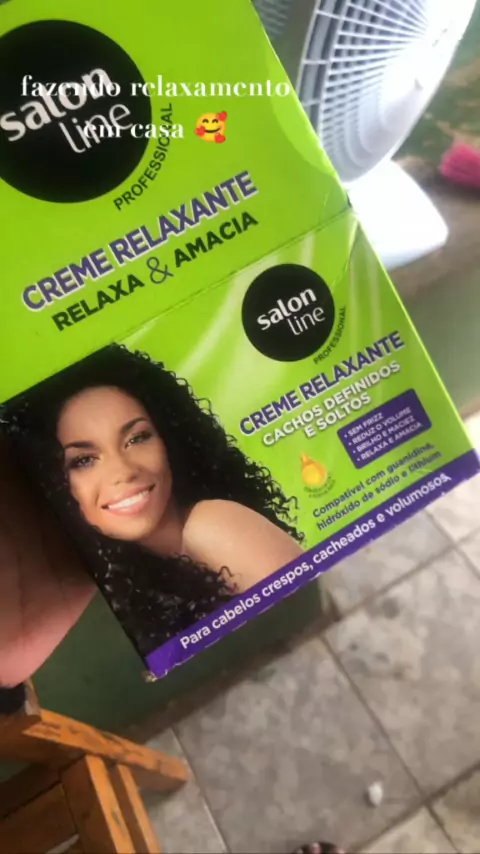 fazendo relaxamento
em casa 🥰
salon
line
PROFESSIONAL
CREME RELAXANTE
RELAXA & AMACIA
salon
line
PROFESSIONAL
CREME RELAXANTE
CACHOS DEFINIDOS
E SOLTOS
• SEM FRIZZ
• REDUZ O VOLUME
• BRILHO E MACIEZ
• RELAXA E AMACIA
Compatível com guanidina,
hidróxido de sódio e lithium
Para cabelos crespos, cacheados e volumosos